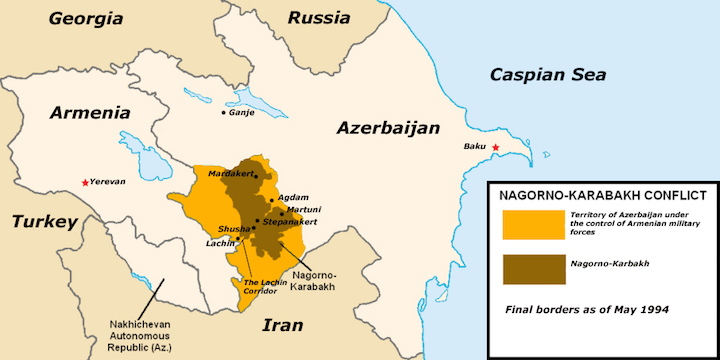 Georgia
Russia
Caspian Sea
Armenia
Ganje
Azerbaijan
Baku
Mardakert
Yerevan
Agdam
Martuni
Turkey
Stepanakert
Shusha
Lachin
The Lachin
Corridor
Nagorno-
Karabakh
Iran
Nakhichevan
Autonomous
Republic (Az.)
NAGORNO-KARABAKH CONFLICT
Territory of Azerbaijan under
the control of Armenian military
forces
Nagorno-Karbakh
Final borders as of May 1994